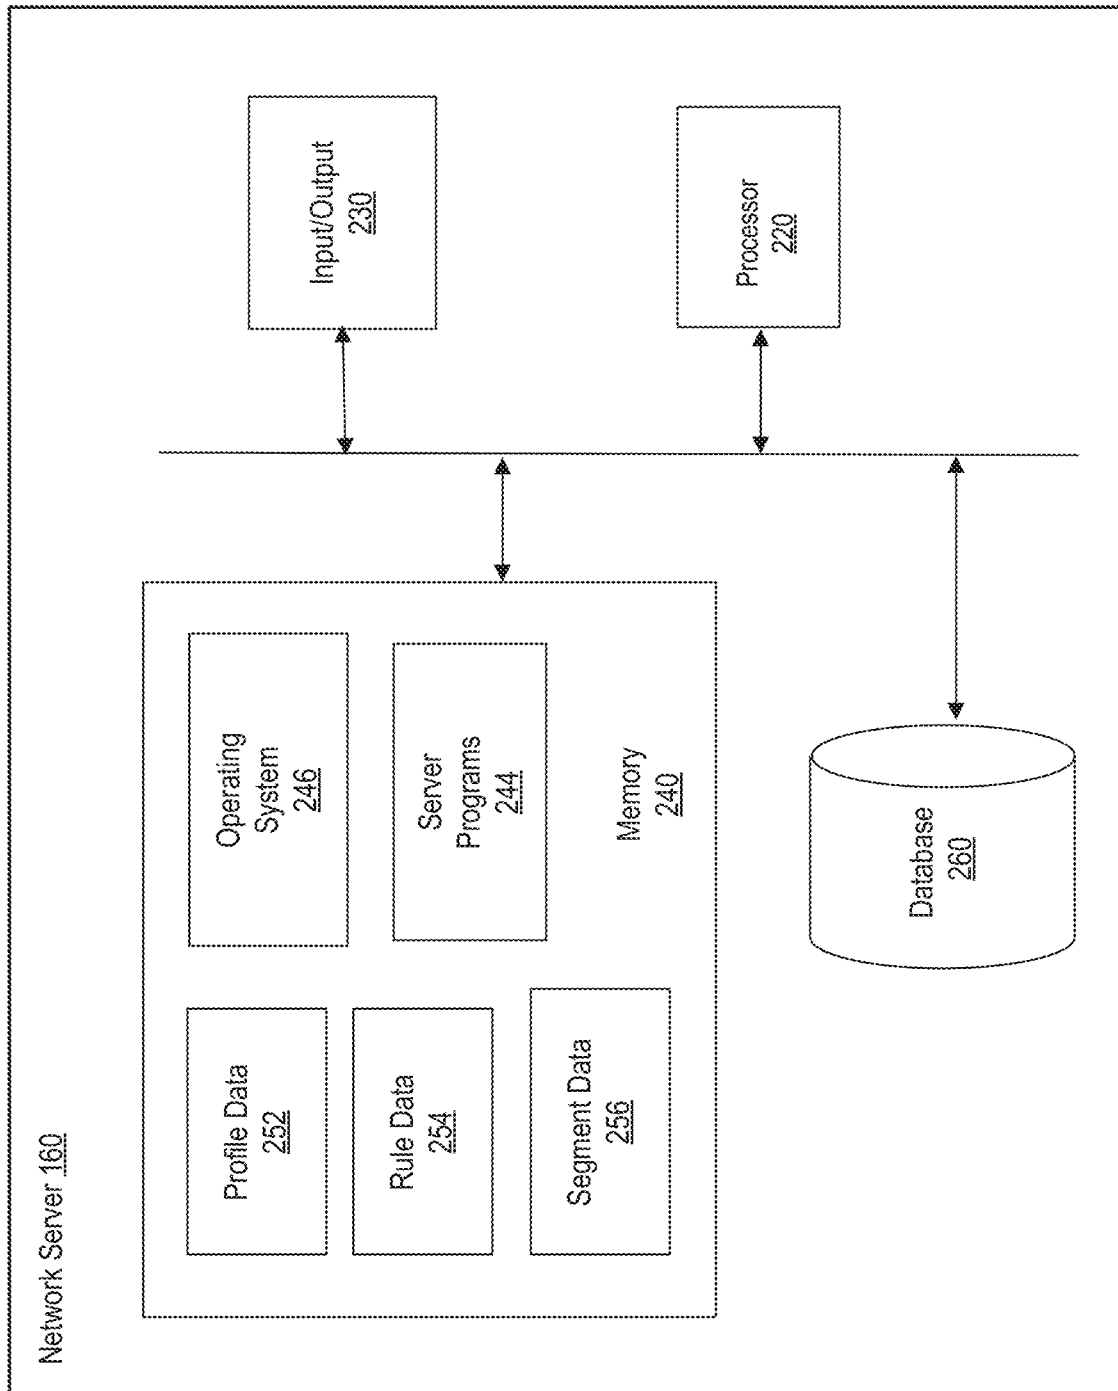 Network Server 160
Profile Data
252
Rule Data
254
Segment Data
256
Operating
System
246
Server
Programs
244
Memory
240
Database
260
Input/Output
230
Processor
220